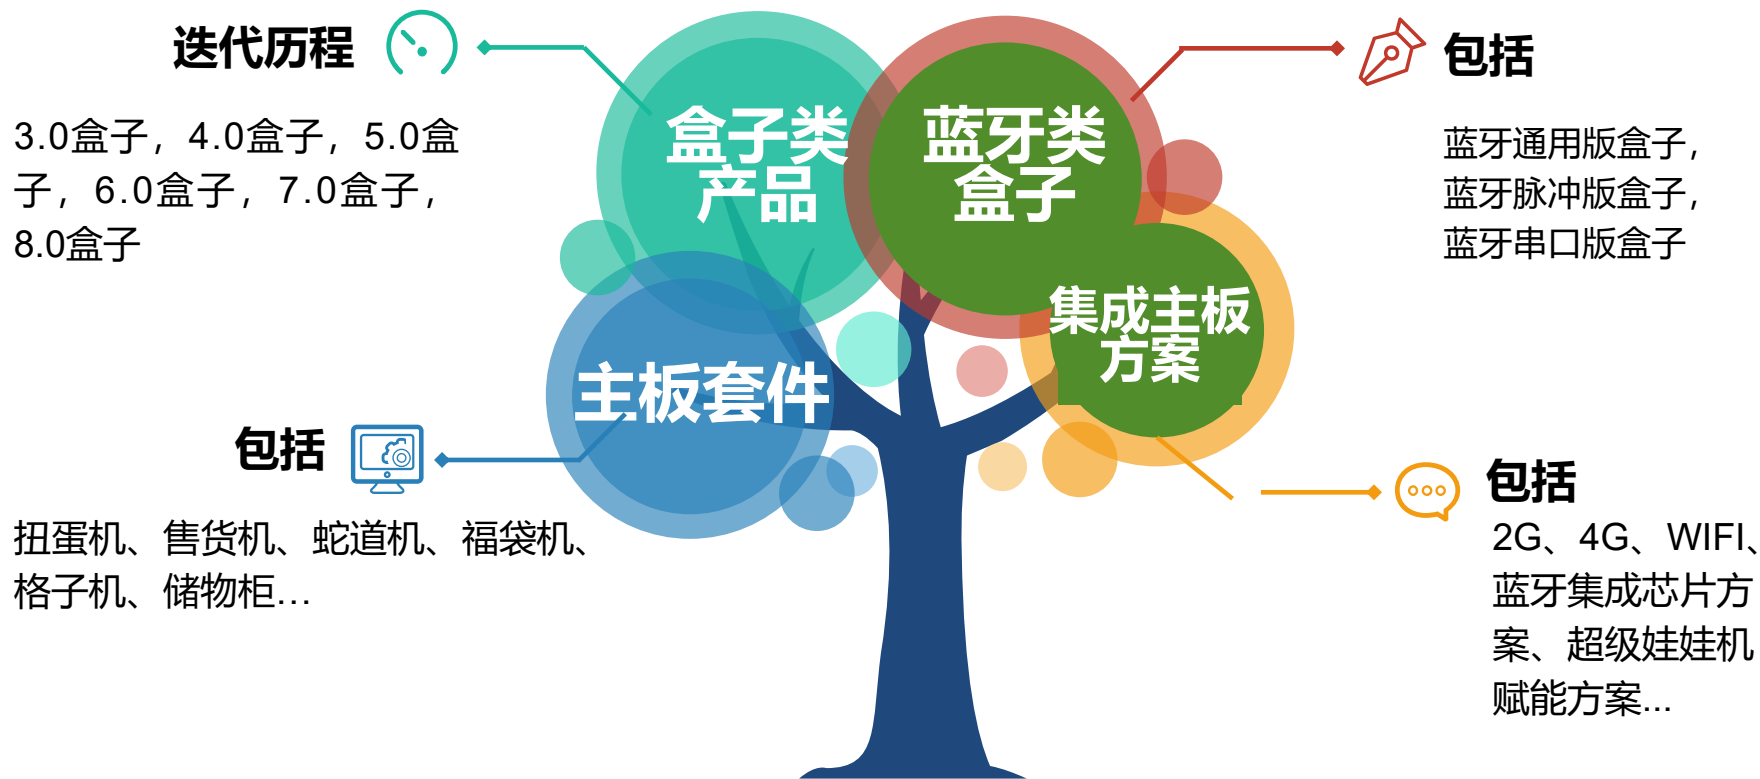 迭代历程
3.0盒子，4.0盒子，5.0盒
子，6.0盒子，7.0盒子，
8.0盒子
盒子类
产品
蓝牙类
盒子
包括
蓝牙通用版盒子，
蓝牙脉冲版盒子，
蓝牙串口版盒子
主板套件
集成主板
方案
包括
扭蛋机、售货机、蛇道机、福袋机、
格子机、储物柜...
包括
2G、4G、WIFI、
蓝牙集成芯片方
案、超级娃娃机
赋能方案...